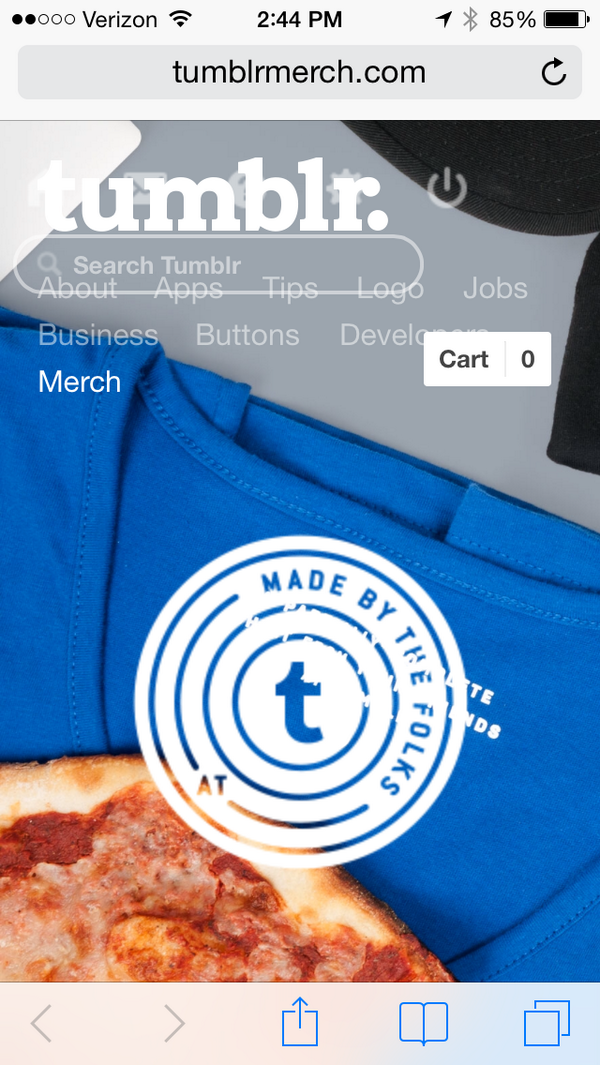 Verizon 2:44 PM 85%
tumblrmerch.com
tumblr.
Search Tumblr
About Apps Tips Logo Jobs
Business Buttons Developers
Cart 0
Merch
MADE BY THE FOLKS
AT
t